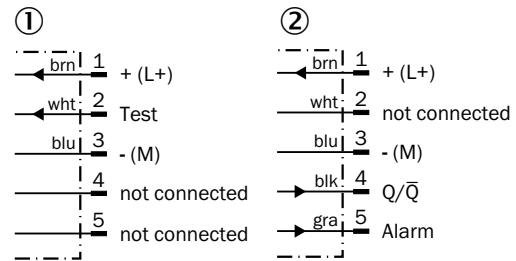 ①
brn 1 + (L+)
wht 2 Test
blu 3 - (M)
4 not connected
5 not connected
②
brn 1 + (L+)
wht 2 not connected
blu 3 - (M)
blk 4 Q/Q̅
gra 5 Alarm